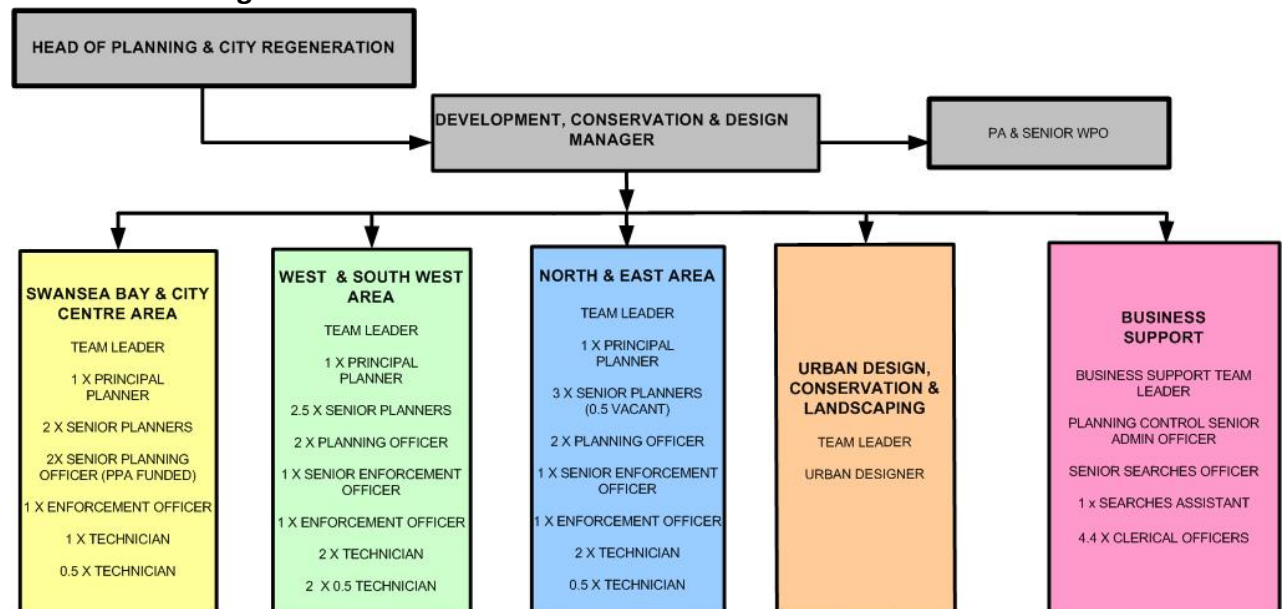 HEAD OF PLANNING & CITY REGENERATION
DEVELOPMENT, CONSERVATION & DESIGN
MANAGER
PA & SENIOR WPO
SWANSEA BAY & CITY
CENTRE AREA
TEAM LEADER
1 X PRINCIPAL
PLANNER
2 X SENIOR PLANNERS
2X SENIOR PLANNING
OFFICER (PPA FUNDED)
1 X ENFORCEMENT OFFICER
1 X TECHNICIAN
0.5 X TECHNICIAN
WEST & SOUTH WEST
AREA
TEAM LEADER
1 X PRINCIPAL
PLANNER
2.5 X SENIOR PLANNERS
2 X PLANNING OFFICER
1 X SENIOR ENFORCEMENT
OFFICER
1 X ENFORCEMENT OFFICER
2 X TECHNICIAN
2 X 0.5 TECHNICIAN
NORTH & EAST AREA
TEAM LEADER
1 X PRINCIPAL
PLANNER
3 X SENIOR PLANNERS
(0.5 VACANT)
2 X PLANNING OFFICER
1 X SENIOR ENFORCEMENT
OFFICER
1 X ENFORCEMENT OFFICER
2 X TECHNICIAN
0.5 X TECHNICIAN
URBAN DESIGN,
CONSERVATION &
LANDSCAPING
TEAM LEADER
URBAN DESIGNER
BUSINESS
SUPPORT
BUSINESS SUPPORT TEAM
LEADER
PLANNING CONTROL SENIOR
ADMIN OFFICER
SENIOR SEARCHES OFFICER
1 x SEARCHES ASSISTANT
4.4 X CLERICAL OFFICERS